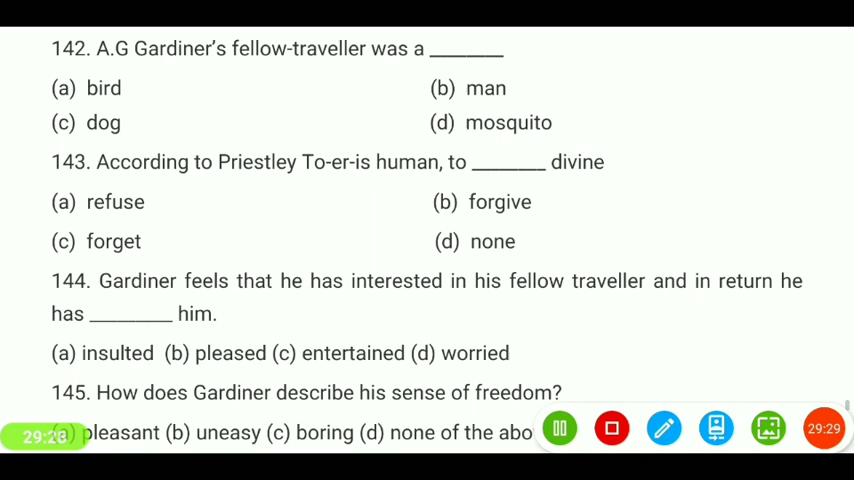 142. A.G Gardiner's fellow-traveller was a ________
(a) bird (b) man
(c) dog (d) mosquito
143. According to Priestley To-er-is human, to ________ divine
(a) refuse (b) forgive
(c) forget (d) none
144. Gardiner feels that he has interested in his fellow traveller and in return he
has _________ him.
(a) insulted (b) pleased (c) entertained (d) worried
145. How does Gardiner describe his sense of freedom?
pleasant (b) uneasy (c) boring (d) none of the abo
29:29